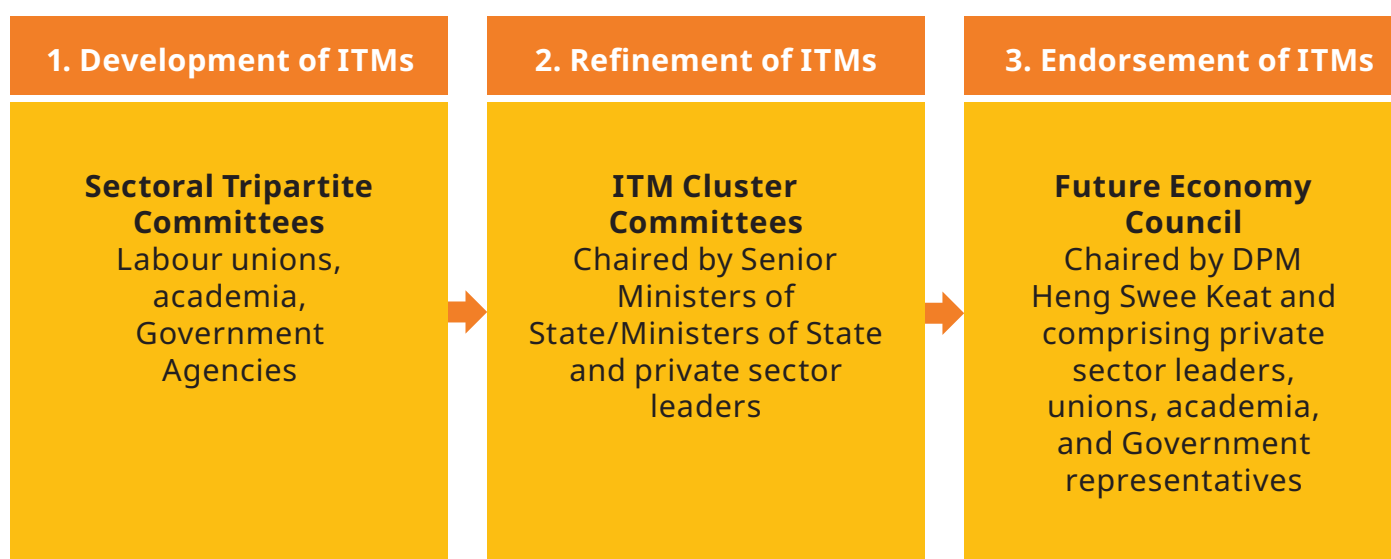 1. Development of ITMs
Sectoral Tripartite
Committees
Labour unions,
academia,
Government
Agencies
2. Refinement of ITMs
ITM Cluster
Committees
Chaired by Senior
Ministers of
State/Ministers of State
and private sector
leaders
3. Endorsement of ITMs
Future Economy
Council
Chaired by DPM
Heng Swee Keat and
comprising private
sector leaders,
unions, academia,
and Government
representatives